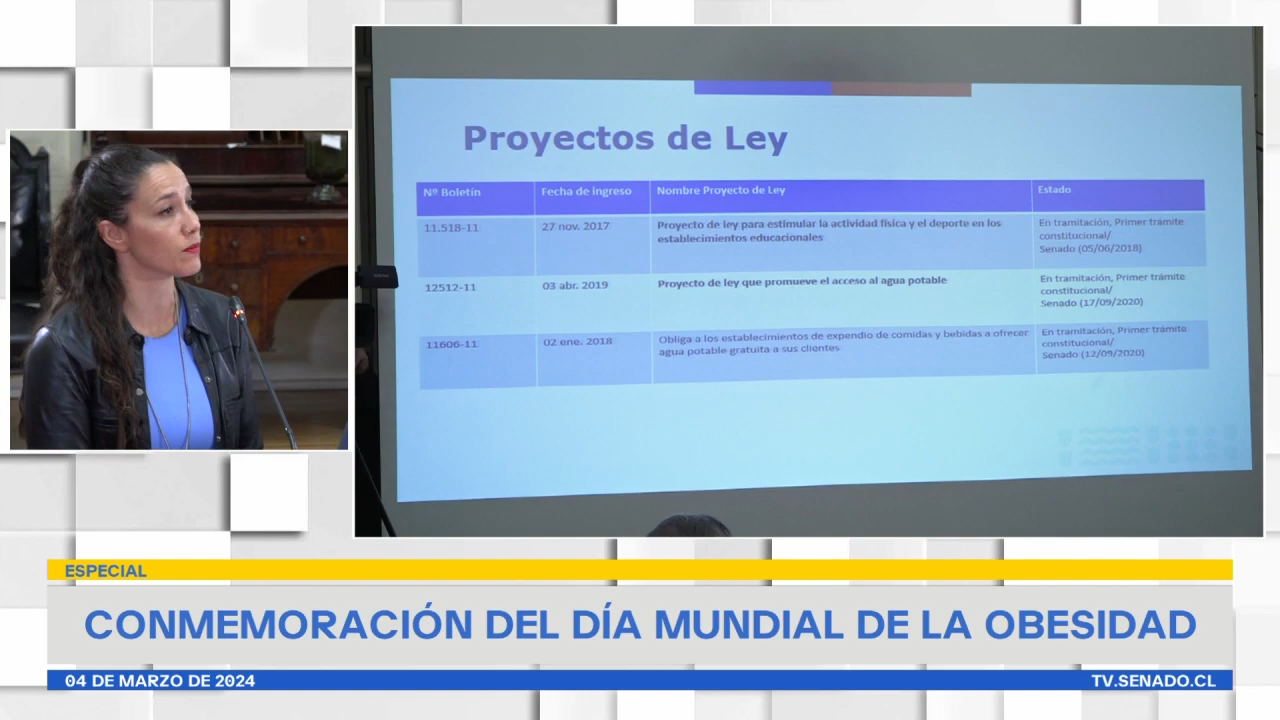 Proyectos de Ley
Nº Boletín Fecha de ingreso Nombre Proyecto de Ley Estado
11.518-11 27 nov. 2017 Proyecto de ley para estimular la actividad física y el deporte en los En tramitación, Primer trámite
establecimientos educacionales constitucional/
Senado (05/06/2018)
12512-11 03 abr. 2019 Proyecto de ley que promueve el acceso al agua potable En tramitación, Primer trámite
constitucional/
Senado (17/09/2020)
11606-11 02 ene. 2018 Obliga a los establecimientos de expendio de comidas y bebidas a ofrecer En tramitación, Primer trámite
agua potable gratuita a sus clientes constitucional/
Senado (12/09/2020)
ESPECIAL
CONMEMORACIÓN DEL DÍA MUNDIAL DE LA OBESIDAD
04 DE MARZO DE 2024 TV.SENADO.CL